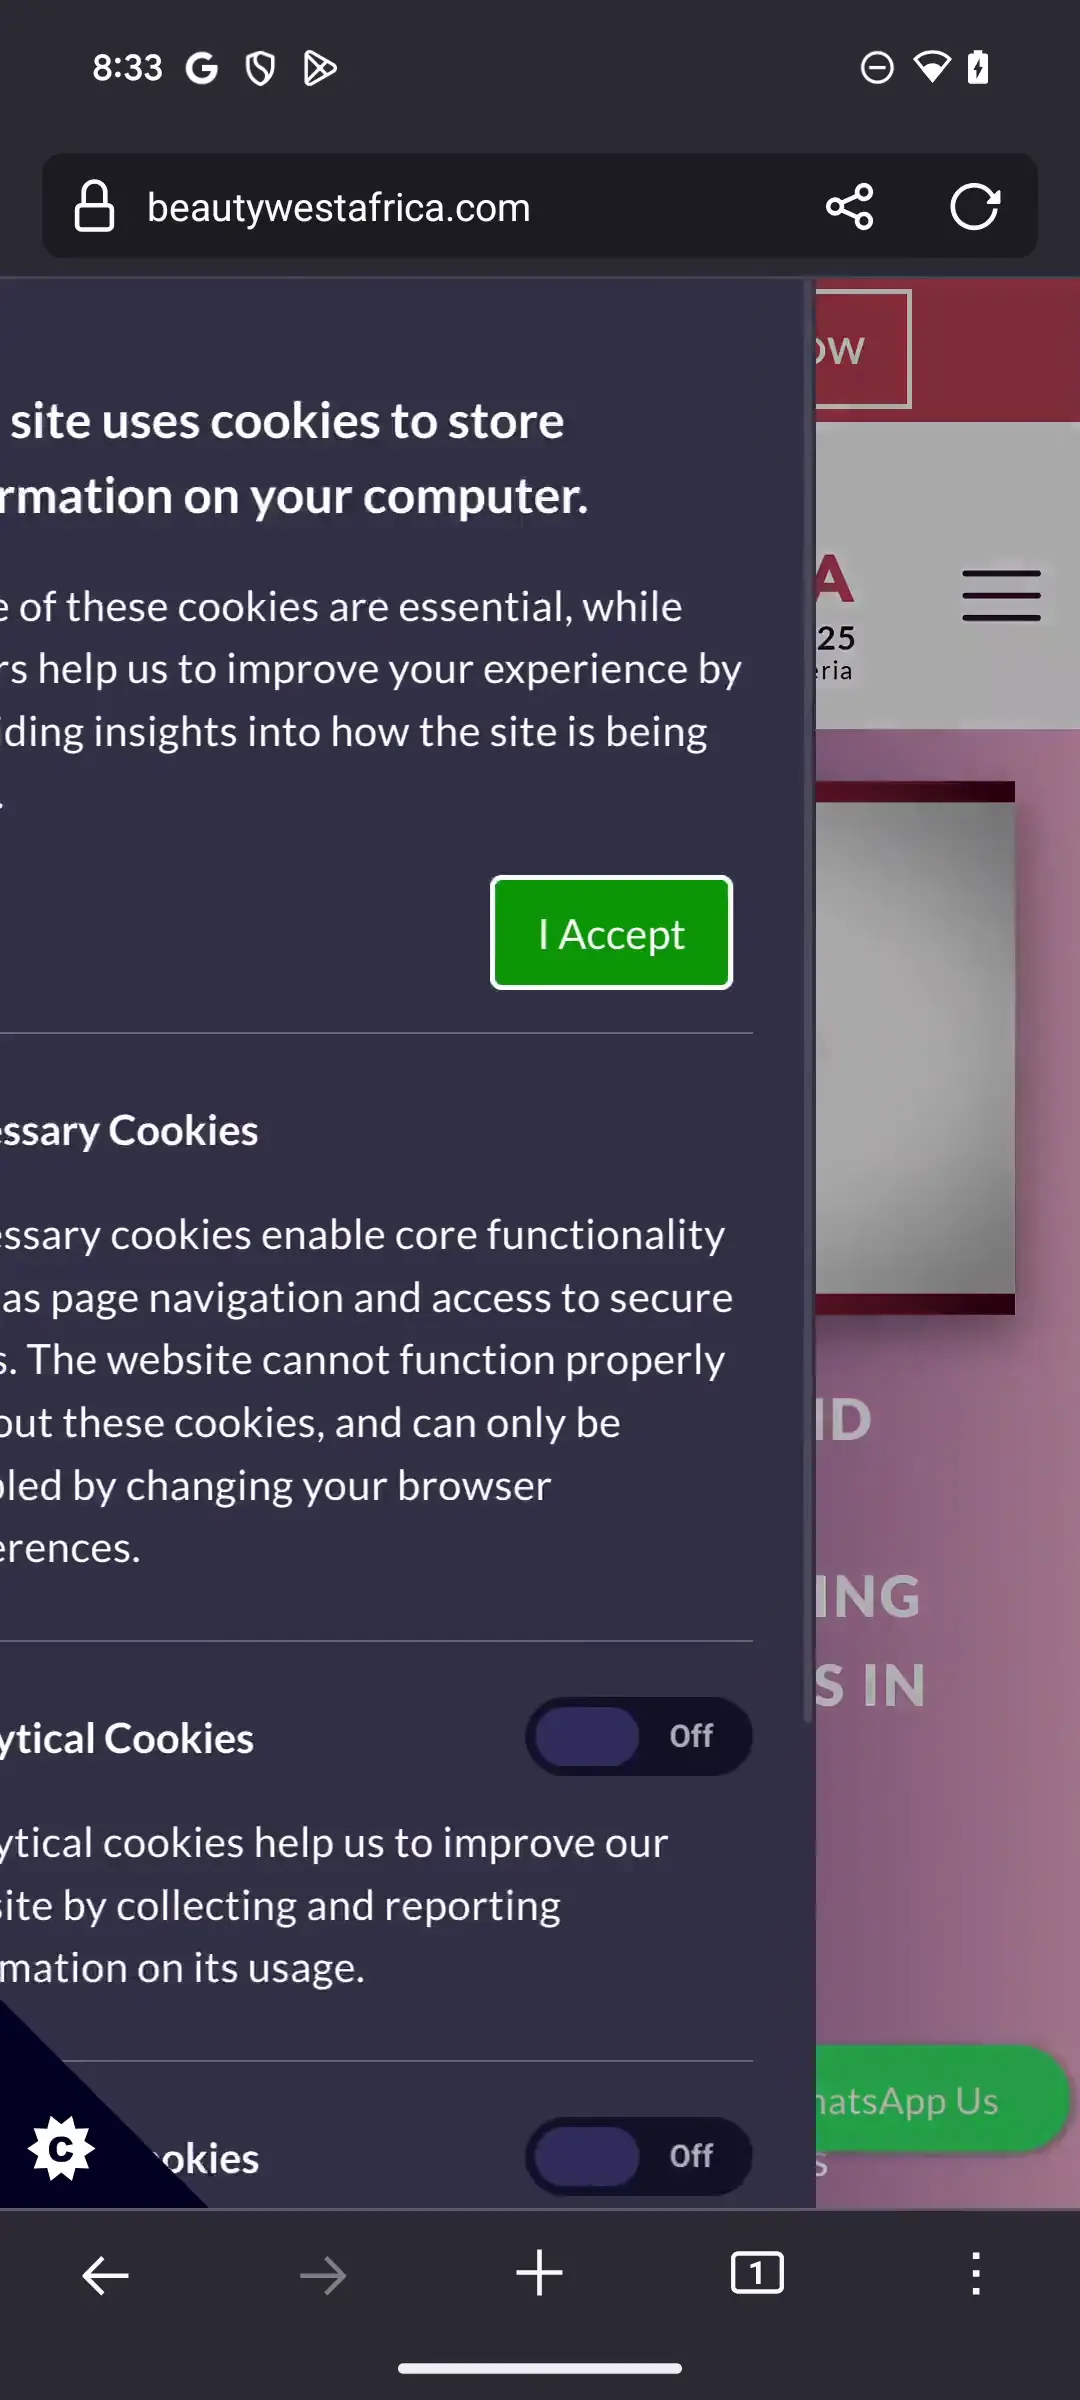 8:33
beautywestafrica.com
site uses cookies to store
rmation on your computer.
e of these cookies are essential, while
rs help us to improve your experience by
iding insights into how the site is being
.
I Accept
essary Cookies
essary cookies enable core functionality
as page navigation and access to secure
s. The website cannot function properly
out these cookies, and can only be
bled by changing your browser
erences.
ytical Cookies
Off
ytical cookies help us to improve our
site by collecting and reporting
mation on its usage.
okies
Off
C
OW
A
25
eria
ND
ING
S IN
hatsApp Us
s
1